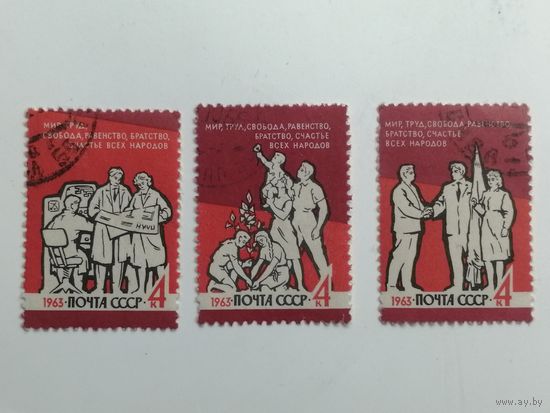 МИР, ТРУД,
СВОБОДА, РАВЕНСТВО, БРАТСТВО,
СЧАСТЬЕ ВСЕХ НАРОДОВ
1963·ПОЧТА СССР· 4 К
МИР, ТРУД, СВОБОДА, РАВЕНСТВО,
БРАТСТВО, СЧАСТЬЕ
ВСЕХ НАРОДОВ
1963·ПОЧТА СССР· 4 К
МИР, ТРУД, СВОБОДА, РАВЕНСТВО,
БРАТСТВО, СЧАСТЬЕ
ВСЕХ НАРОДОВ
1963·ПОЧТА СССР· 4 К
© www.ay.by